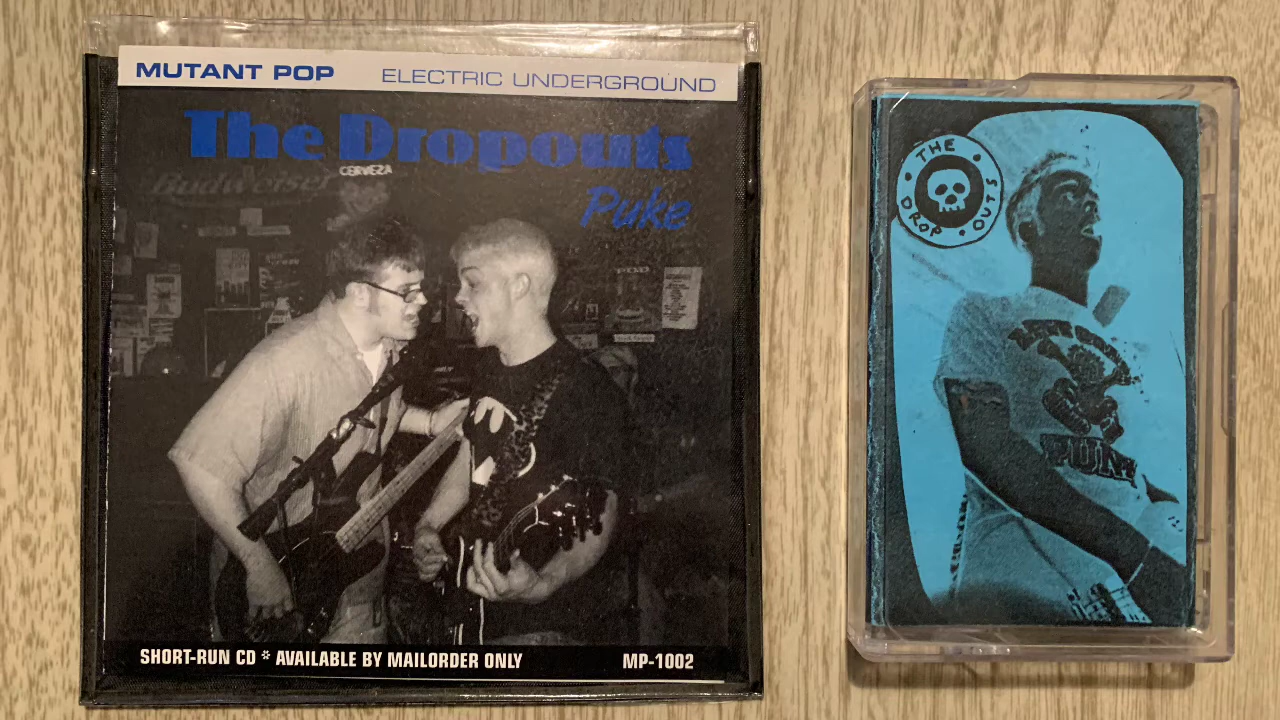 MUTANT POP ELECTRIC UNDERGROUND
The Dropouts
Puke
Budweiser
CERVEZA
SHORT-RUN CD * AVAILABLE BY MAILORDER ONLY MP-1002
THE
DROP OUTS
PUNK